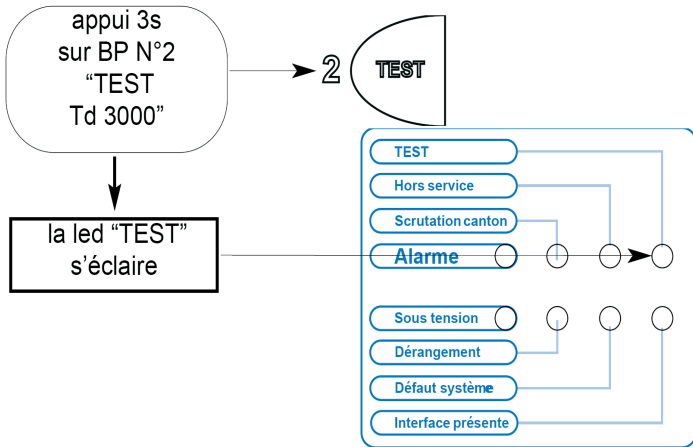 appui 3s
sur BP N°2
“TEST
Td 3000”
2
TEST
la led “TEST”
s’éclaire
TEST
Hors service
Scrutation canton
Alarme
Sous tension
Dérangement
Défaut système
Interface présente